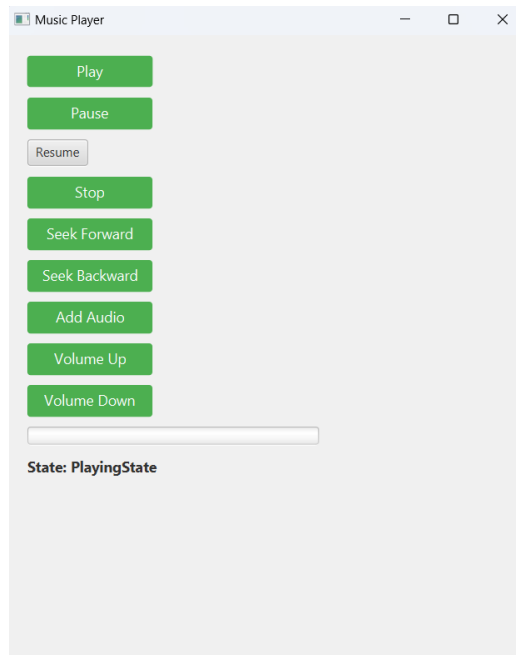 Music Player
Play
Pause
Resume
Stop
Seek Forward
Seek Backward
Add Audio
Volume Up
Volume Down
State: PlayingState